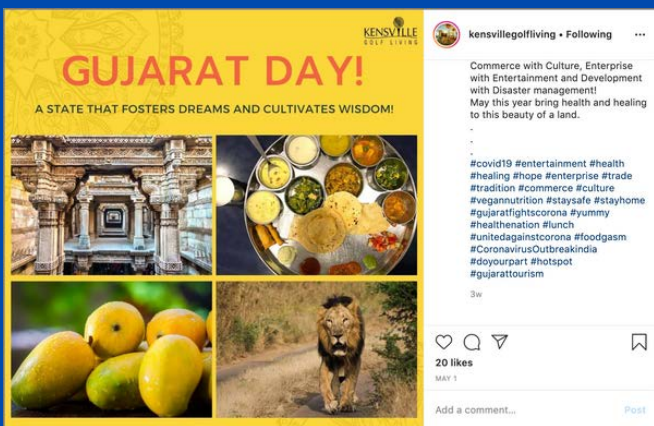 KENSVILLE
GOLF LIVING
GUJARAT DAY!
A STATE THAT FOSTERS DREAMS AND CULTIVATES WISDOM!
kensvillegolfliving • Following
Commerce with Culture, Enterprise
with Entertainment and Development
with Disaster management!
May this year bring health and healing
to this beauty of a land.
.
.
.
#covid19 #entertainment #health
#healing #hope #enterprise #trade
#tradition #commerce #culture
#vegannutrition #staysafe #stayhome
#gujaratfightscorona #yummy
#healthenation #lunch
#unitedagainstcorona #foodgasm
#CoronavirusOutbreakindia
#doyourpart #hotspot
#gujarattourism
3w
20 likes
MAY 1
Add a comment...
Post